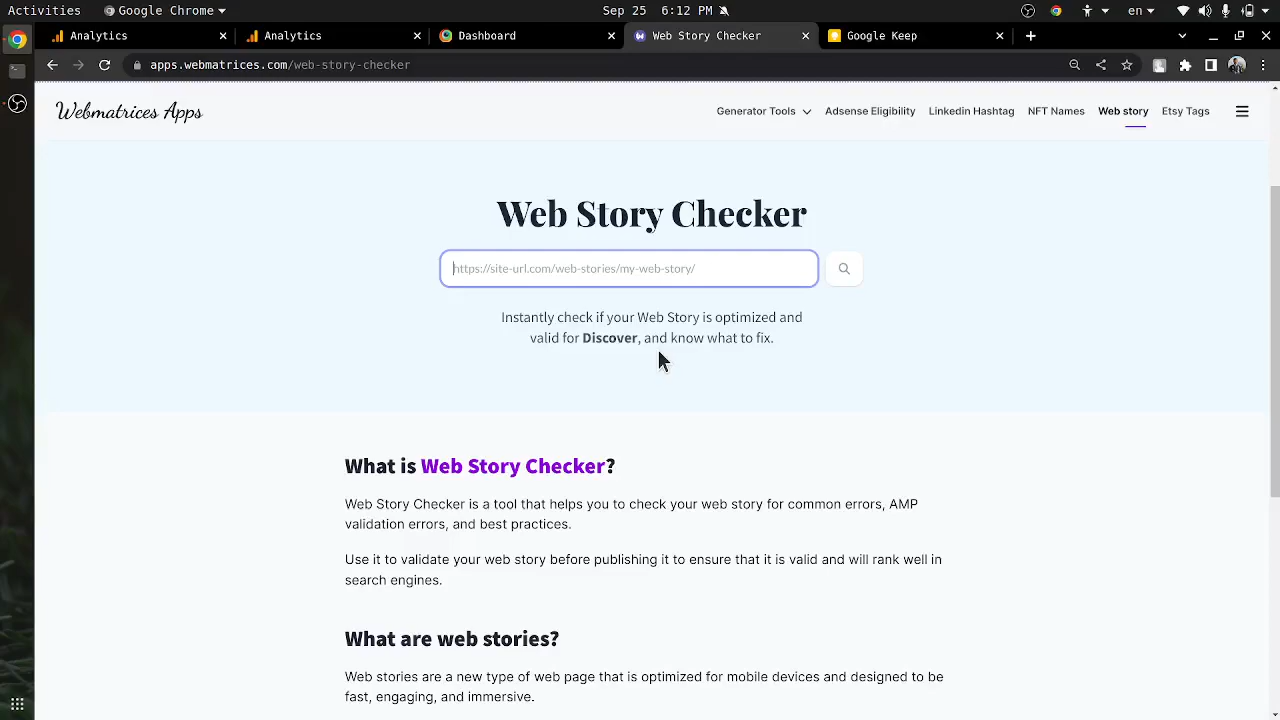 Activities
Google Chrome
Sep 25 6:12 PM
en
Analytics
Analytics
Dashboard
Web Story Checker
Google Keep
apps.webmatrices.com/web-story-checker
Webmatrices Apps
Generator Tools
Adsense Eligibility
Linkedin Hashtag
NFT Names
Web story
Etsy Tags
Web Story Checker
https://site-url.com/web-stories/my-web-story/
Instantly check if your Web Story is optimized and
valid for Discover, and know what to fix.
What is Web Story Checker?
Web Story Checker is a tool that helps you to check your web story for common errors, AMP
validation errors, and best practices.
Use it to validate your web story before publishing it to ensure that it is valid and will rank well in
search engines.
What are web stories?
Web stories are a new type of web page that is optimized for mobile devices and designed to be
fast, engaging, and immersive.